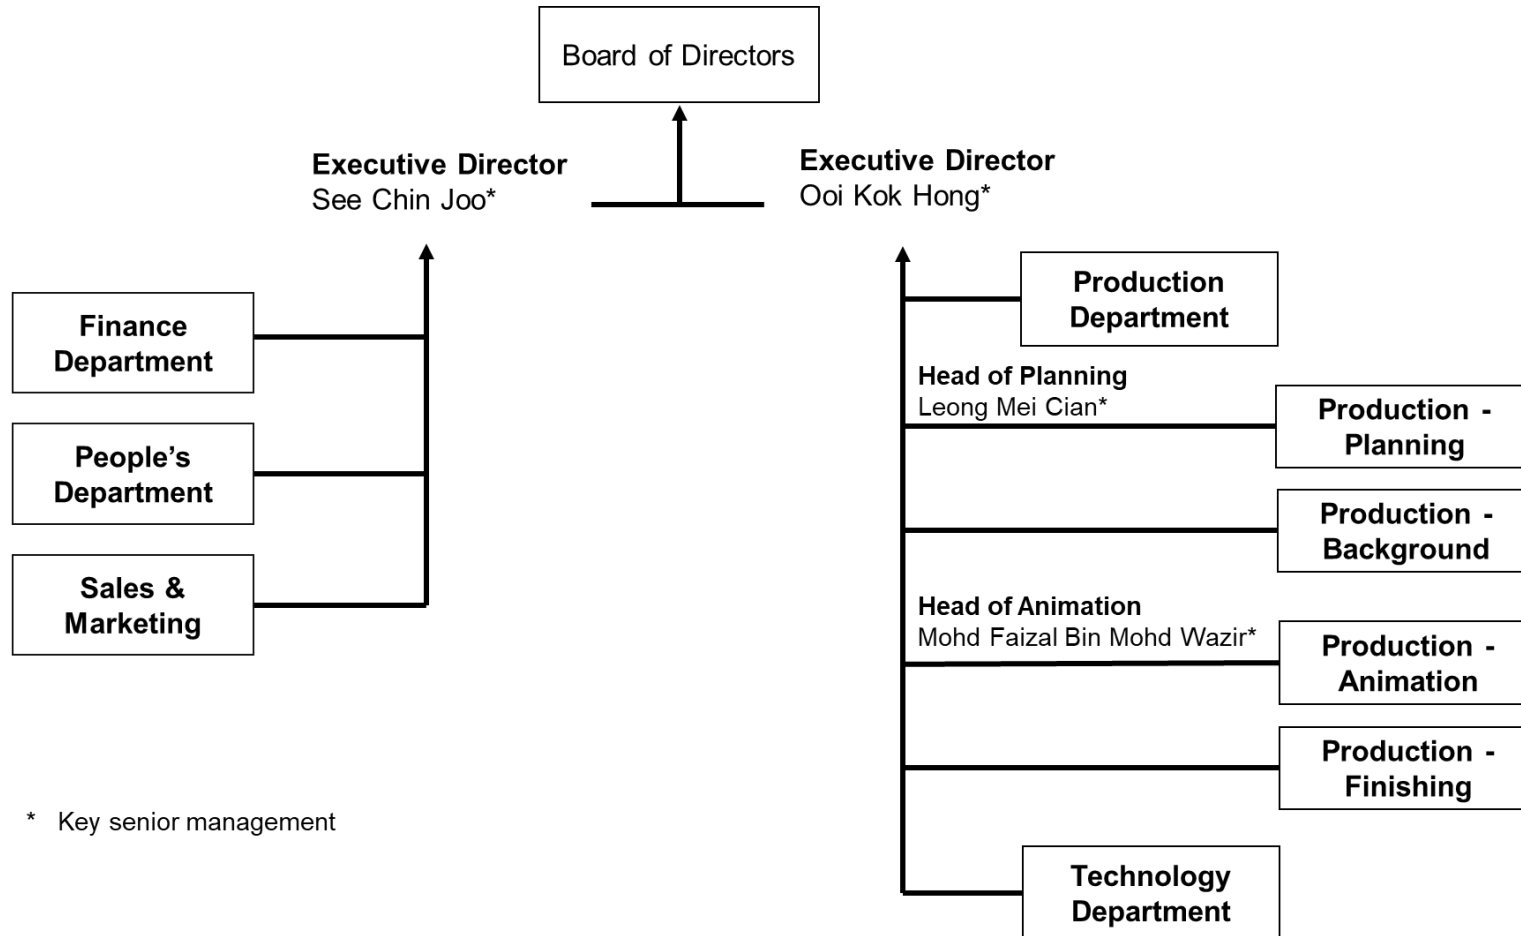 Board of Directors
Executive Director
See Chin Joo*
Executive Director
Ooi Kok Hong*
Finance
Department
People’s
Department
Sales &
Marketing
Production
Department
Head of Planning
Leong Mei Cian*
Production -
Planning
Production -
Background
Head of Animation
Mohd Faizal Bin Mohd Wazir*
Production -
Animation
Production -
Finishing
Technology
Department
* Key senior management